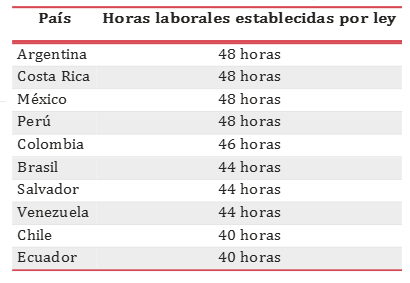 País Horas laborales establecidas por ley
Argentina 48 horas
Costa Rica 48 horas
México 48 horas
Perú 48 horas
Colombia 46 horas
Brasil 44 horas
Salvador 44 horas
Venezuela 44 horas
Chile 40 horas
Ecuador 40 horas